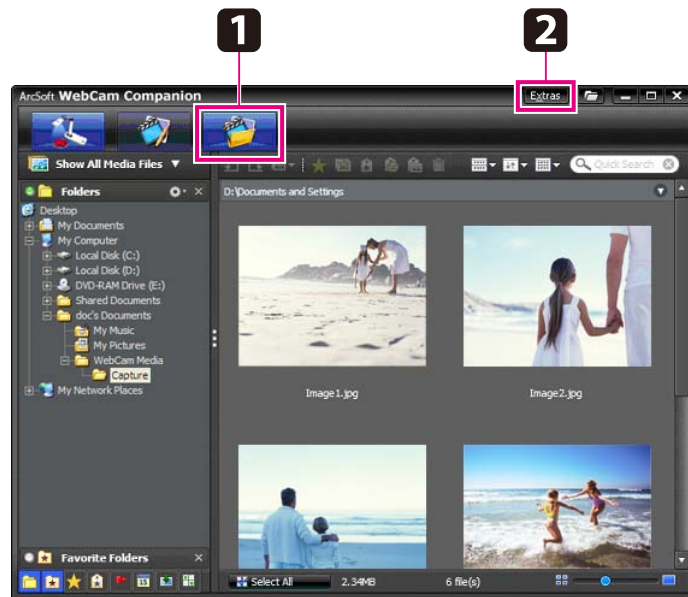 1
2
ArcSoft WebCam Companion
Extras
Show All Media Files
Quick Search
Folders
D:\Documents and Settings
Desktop
My Documents
My Computer
Local Disk (C:)
Local Disk (D:)
DVD-RAM Drive (E:)
Shared Documents
doc's Documents
My Music
My Pictures
WebCam Media
Capture
My Network Places
Image1.jpg
Image2.jpg
Favorite Folders
Select All
2.34MB
6 file(s)